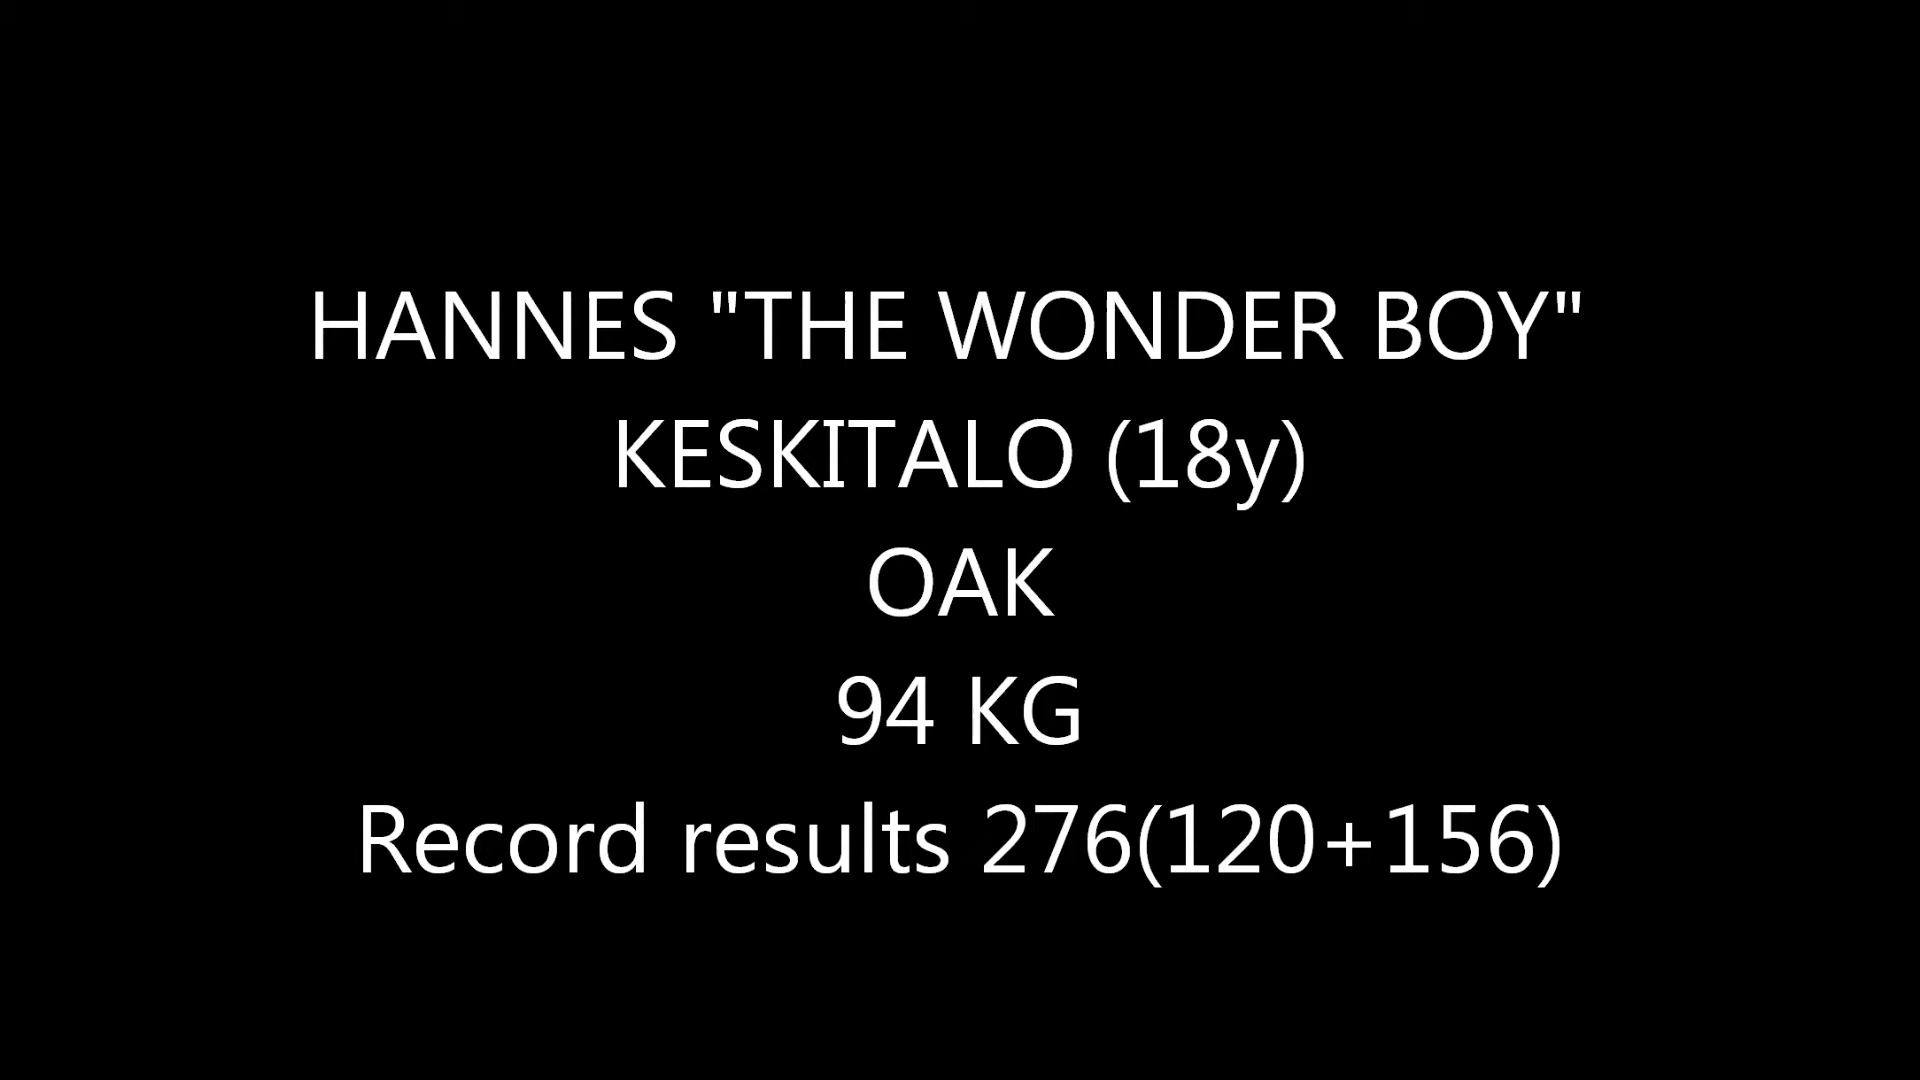 HANNES "THE WONDER BOY"
KESKITALO (18y)
OAK
94 KG
Record results 276(120+156)